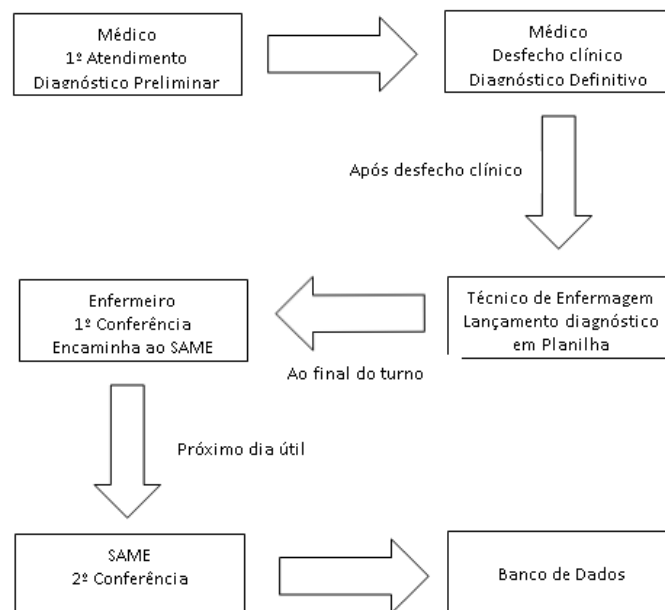 Médico
1º Atendimento
Diagnóstico Preliminar
Médico
Desfecho clínico
Diagnóstico Definitivo
Após desfecho clínico
Técnico de Enfermagem
Lançamento diagnóstico
em Planilha
Ao final do turno
Enfermeiro
1º Conferência
Encaminha ao SAME
Próximo dia útil
SAME
2º Conferência
Banco de Dados